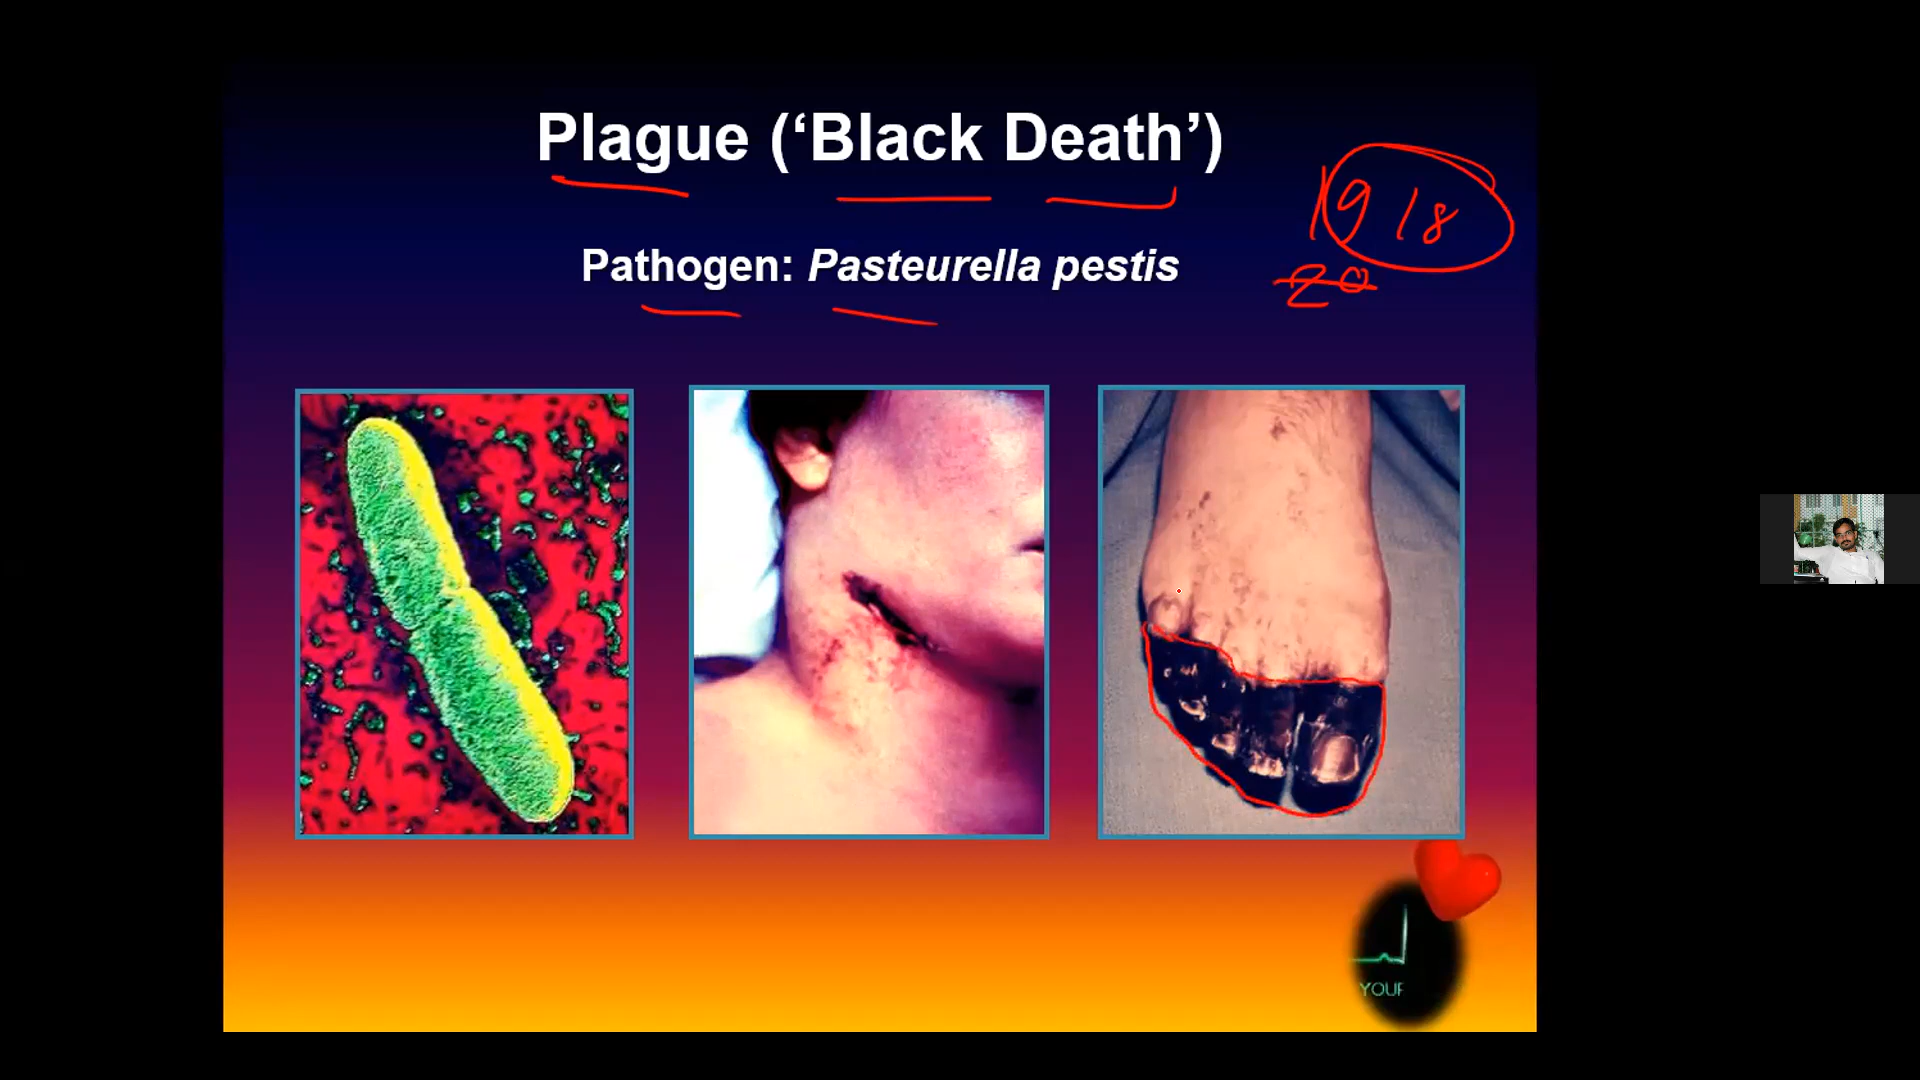 Plague (‘Black Death’)
1918
20
Pathogen: Pasteurella pestis
YOUR